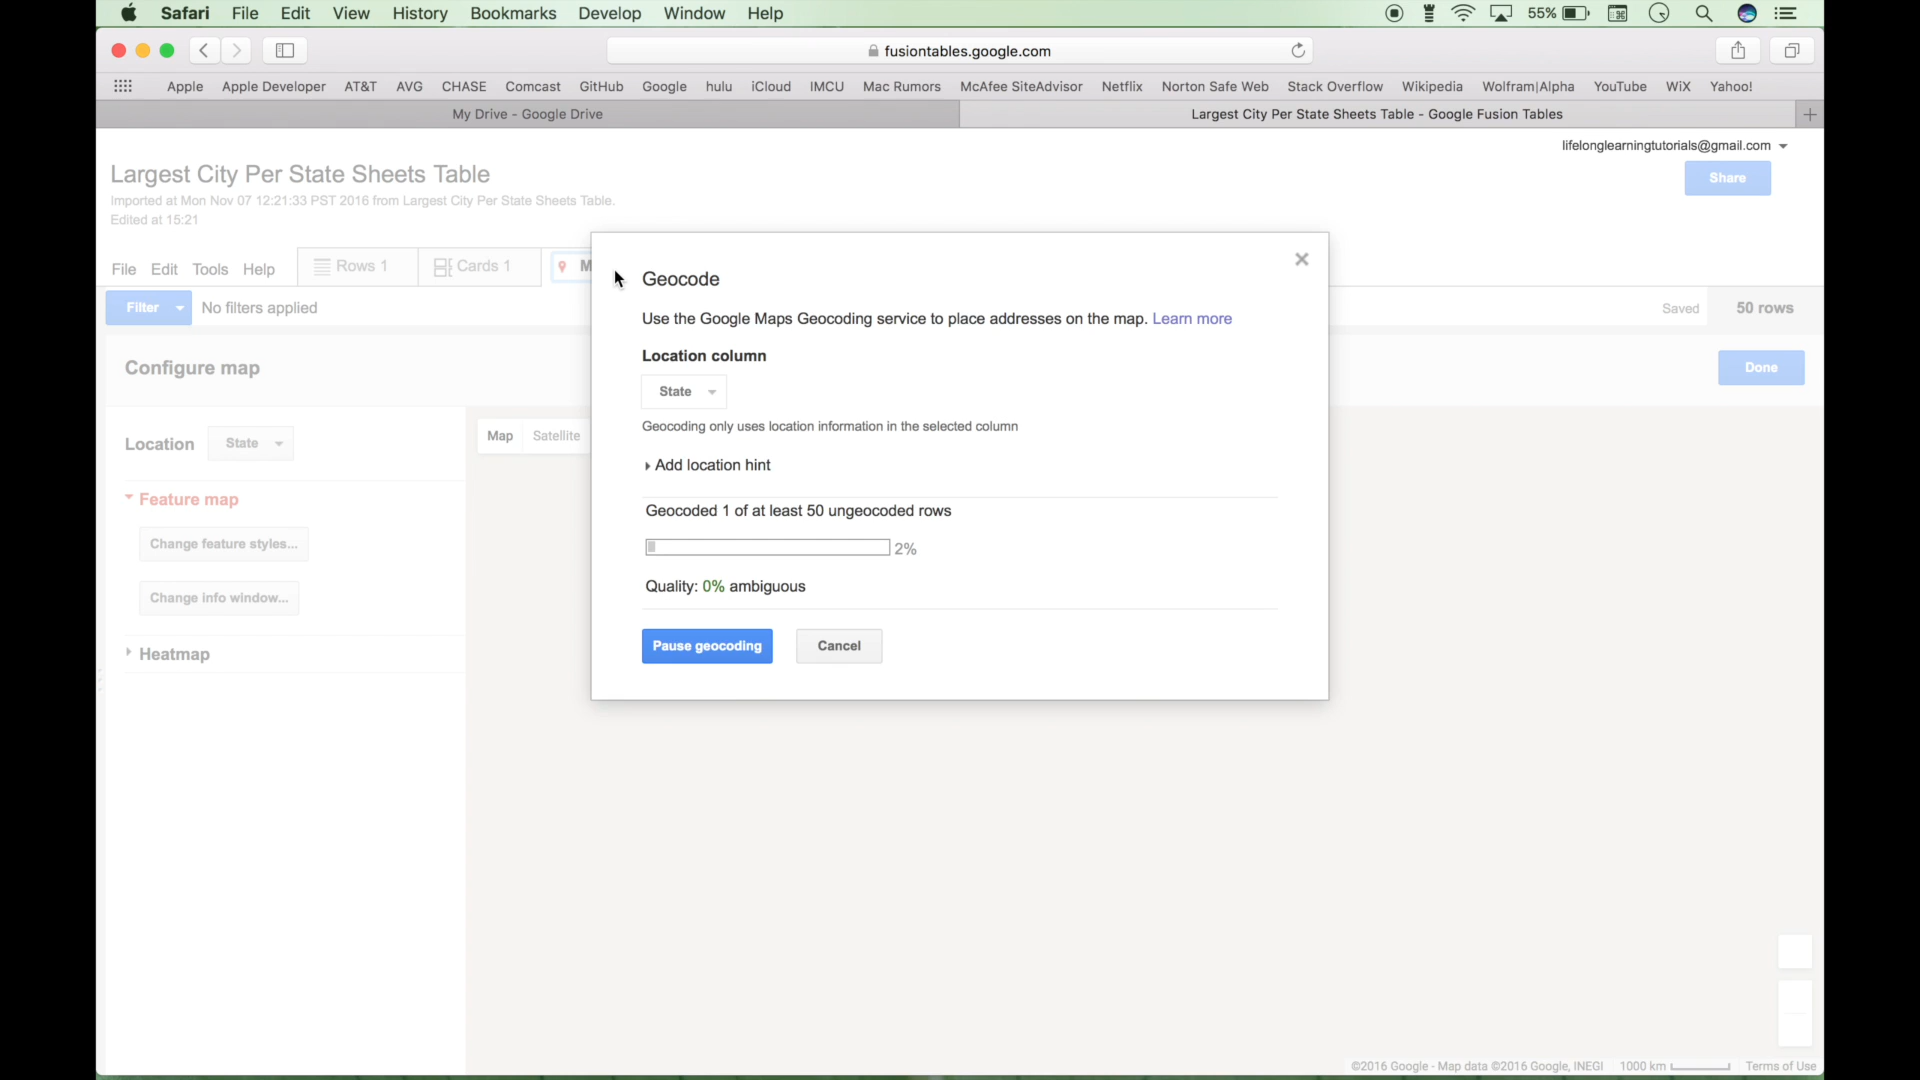 Safari File Edit View History Bookmarks Develop Window Help 55%
fusiontables.google.com
Apple Apple Developer AT&T AVG CHASE Comcast GitHub Google hulu iCloud IMCU Mac Rumors McAfee SiteAdvisor Netflix Norton Safe Web Stack Overflow Wikipedia Wolfram|Alpha YouTube WiX Yahoo!
My Drive - Google Drive
Largest City Per State Sheets Table - Google Fusion Tables
lifelonglearningtutorials@gmail.com
Largest City Per State Sheets Table
Share
Imported at Mon Nov 07 12:21:33 PST 2016 from Largest City Per State Sheets Table.
Edited at 15:21
File Edit Tools Help
Rows 1
Cards 1
M
Filter
No filters applied
Saved
50 rows
Configure map
Done
Location
State
Map
Satellite
Feature map
Change feature styles...
Change info window...
Heatmap
Geocode
Use the Google Maps Geocoding service to place addresses on the map. Learn more
Location column
State
Geocoding only uses location information in the selected column
Add location hint
Geocoded 1 of at least 50 ungeocoded rows
2%
Quality: 0% ambiguous
Pause geocoding
Cancel
©2016 Google - Map data ©2016 Google, INEGI
1000 km
Terms of Use